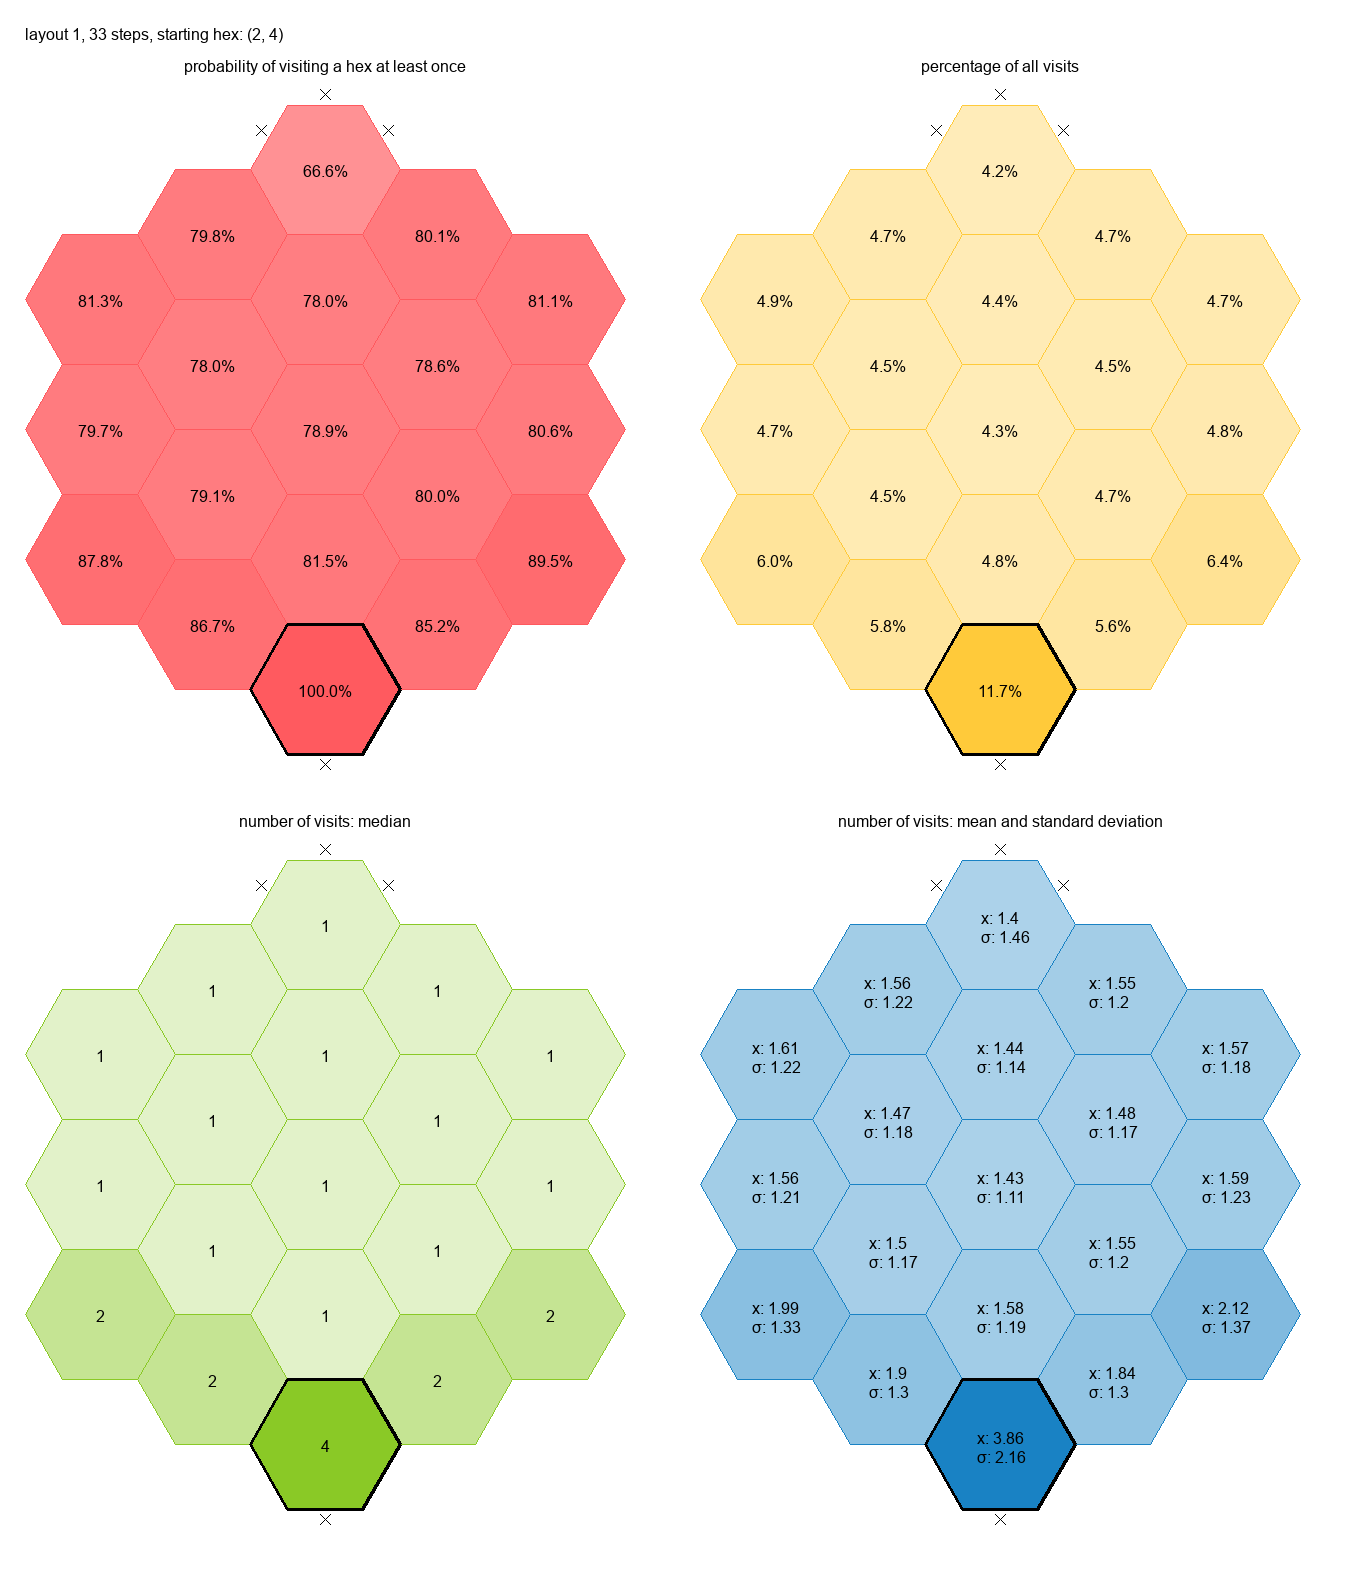 layout 1, 33 steps, starting hex: (2, 4)
probability of visiting a hex at least once
66.6%
79.8%
80.1%
81.3%
78.0%
81.1%
78.0%
78.6%
79.7%
78.9%
80.6%
79.1%
80.0%
87.8%
81.5%
89.5%
86.7%
85.2%
100.0%
percentage of all visits
4.2%
4.7%
4.7%
4.9%
4.4%
4.7%
4.5%
4.5%
4.7%
4.3%
4.8%
4.5%
4.7%
6.0%
4.8%
6.4%
5.8%
5.6%
11.7%
number of visits: median
1
1
1
1
1
1
1
1
1
1
1
1
1
2
1
2
2
2
4
number of visits: mean and standard deviation
x: 1.4
σ: 1.46
x: 1.56
σ: 1.22
x: 1.55
σ: 1.2
x: 1.61
σ: 1.22
x: 1.44
σ: 1.14
x: 1.57
σ: 1.18
x: 1.47
σ: 1.18
x: 1.48
σ: 1.17
x: 1.56
σ: 1.21
x: 1.43
σ: 1.11
x: 1.59
σ: 1.23
x: 1.5
σ: 1.17
x: 1.55
σ: 1.2
x: 1.99
σ: 1.33
x: 1.58
σ: 1.19
x: 2.12
σ: 1.37
x: 1.9
σ: 1.3
x: 1.84
σ: 1.3
x: 3.86
σ: 2.16